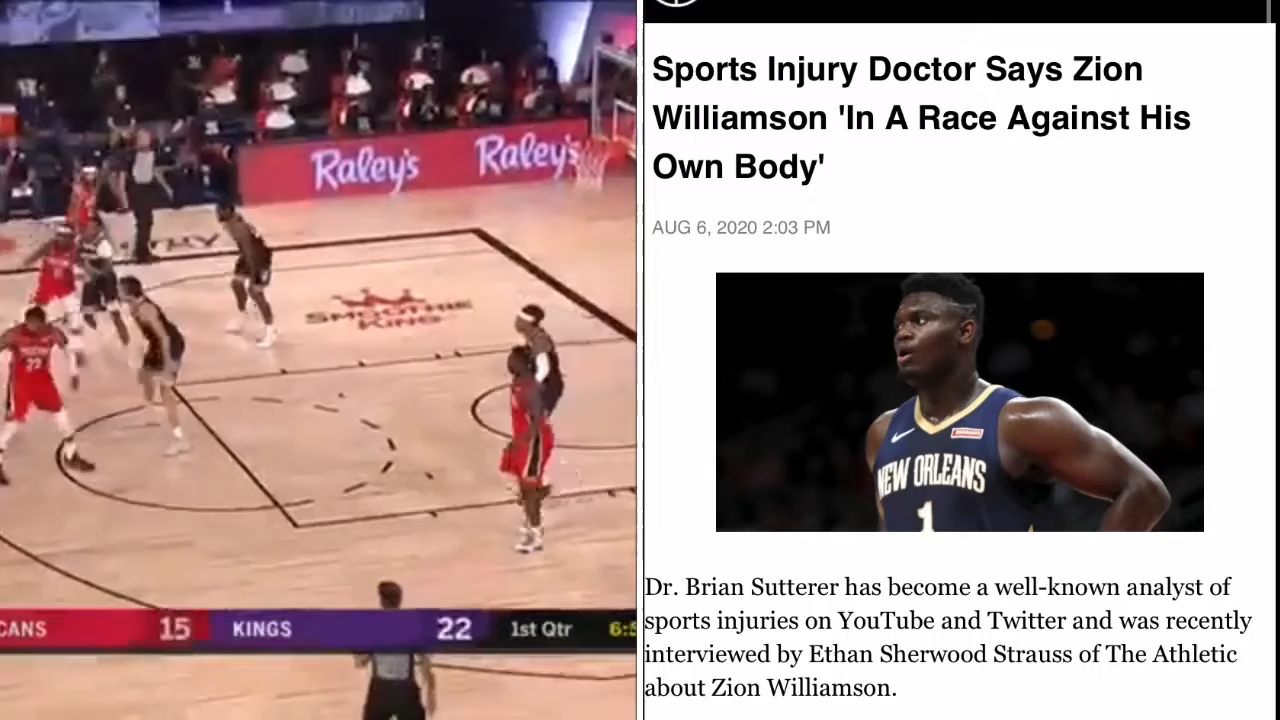 Raley's
Raley's
SMOOTHIE
KING
CANS 15 KINGS 22 1st Qtr
Sports Injury Doctor Says Zion
Williamson 'In A Race Against His
Own Body'
AUG 6, 2020 2:03 PM
NEW ORLEANS
1
Dr. Brian Sutterer has become a well-known analyst of
sports injuries on YouTube and Twitter and was recently
interviewed by Ethan Sherwood Strauss of The Athletic
about Zion Williamson.